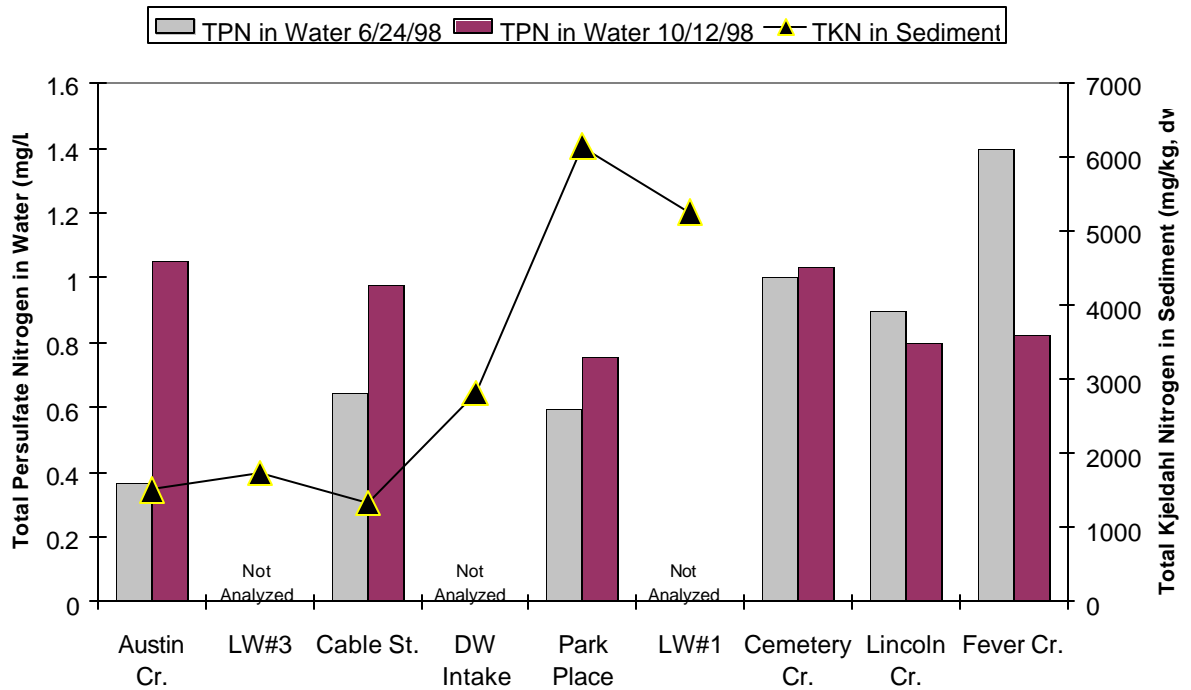 TPN in Water 6/24/98 TPN in Water 10/12/98 TKN in Sediment
Total Persulfate Nitrogen in Water (mg/L
1.6
1.4
1.2
1
0.8
0.6
0.4
0.2
0
7000
6000
5000
4000
3000
2000
1000
0
Total Kjeldahl Nitrogen in Sediment (mg/kg, dw
Not
Analyzed
Not
Analyzed
Not
Analyzed
Austin
Cr.
LW#3
Cable St.
DW
Intake
Park
Place
LW#1
Cemetery
Cr.
Lincoln
Cr.
Fever Cr.